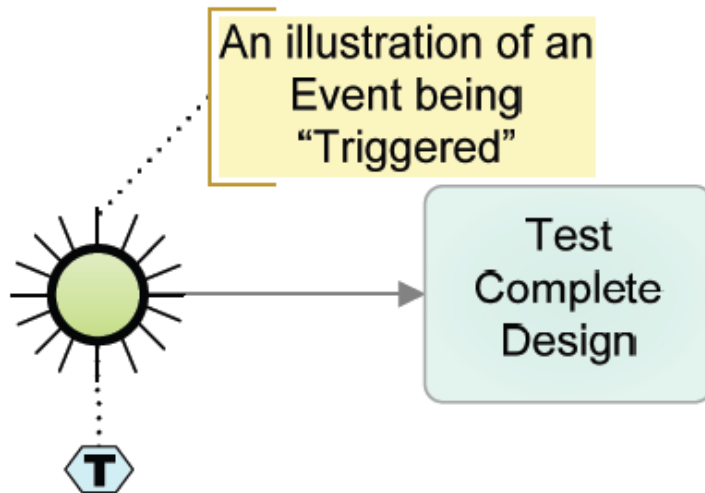 An illustration of an
Event being
“Triggered”
Test
Complete
Design
T